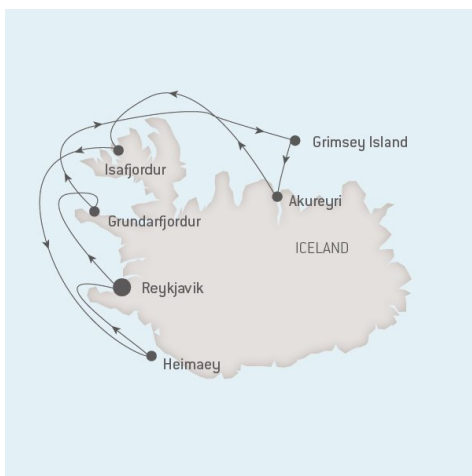 Grimsey Island
Isafjordur
Akureyri
Grundarfjordur
ICELAND
Reykjavik
Heimaey